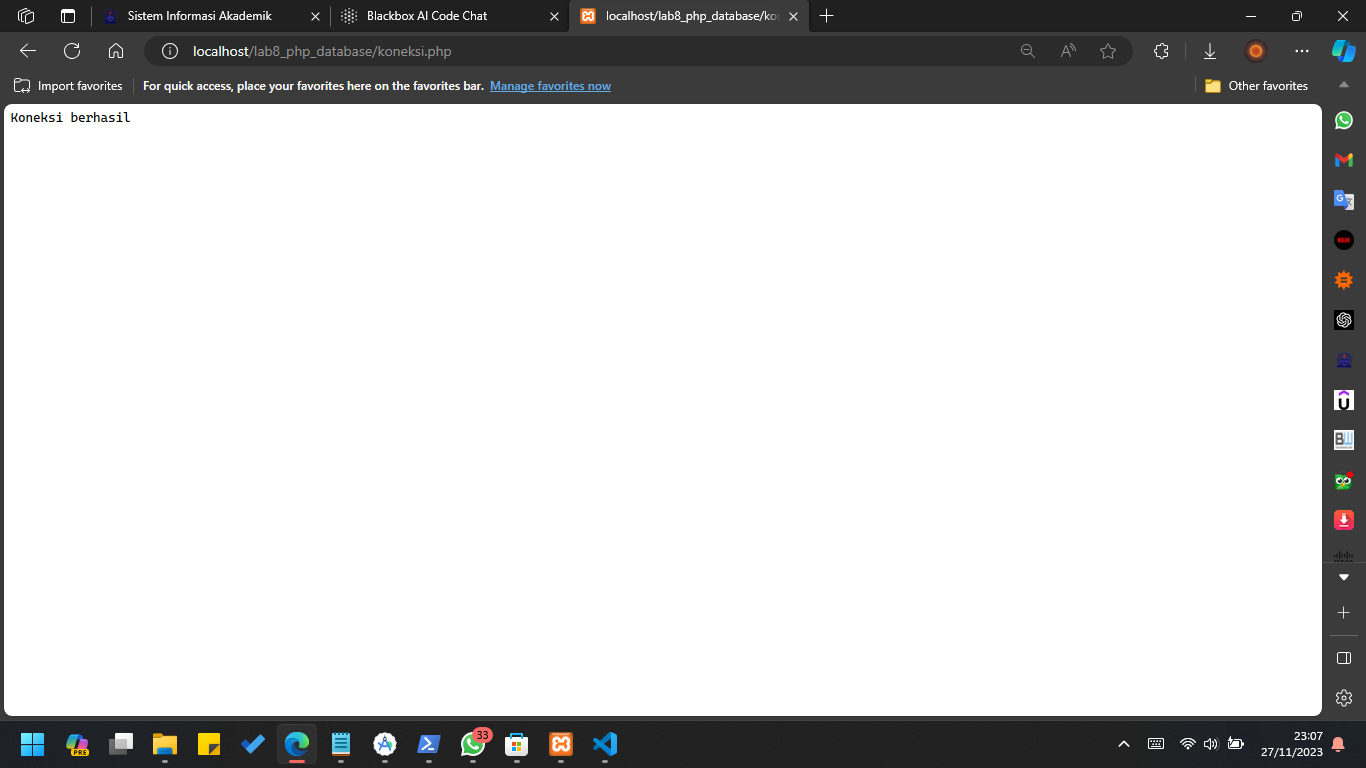 Sistem Informasi Akademik
Blackbox AI Code Chat
localhost/lab8_php_database/ko
localhost/lab8_php_database/koneksi.php
Import favorites
For quick access, place your favorites here on the favorites bar. Manage favorites now
Other favorites
Koneksi berhasil
PRE
33
23:07
27/11/2023